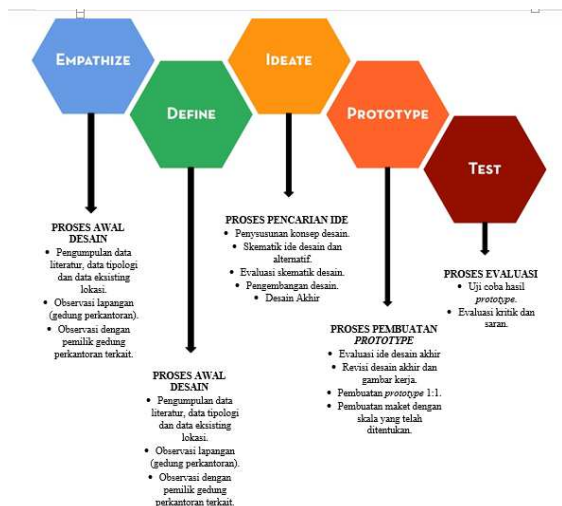 EMPATHIZE
DEFINE
IDEATE
PROTOTYPE
TEST
PROSES AWAL
DESAIN
• Pengumpulan data
literatur, data tipologi
dan data eksisting
lokasi.
• Observasi lapangan
(gedung perkantoran).
• Observasi dengan
pemilik gedung
perkantoran terkait.
PROSES AWAL
DESAIN
• Pengumpulan data
literatur, data tipologi
dan data eksisting
lokasi.
• Observasi lapangan
(gedung perkantoran).
• Observasi dengan
pemilik gedung
perkantoran terkait.
PROSES PENCARIAN IDE
• Penysusunan konsep desain.
• Skematik ide desain dan
alternatif.
• Evaluasi skematik desain.
• Pengembangan desain.
• Desain Akhir
PROSES PEMBUATAN
PROTOTYPE
• Evaluasi ide desain akhir
• Revisi desain akhir dan
gambar kerja.
• Pembuatan prototype 1:1.
• Pembuatan maket dengan
skala yang telah
ditentukan.
PROSES EVALUASI
• Uji coba hasil
prototype.
• Evaluasi kritik dan
saran.